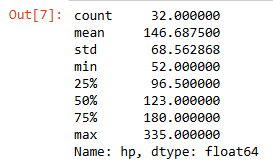 Out[7]: count 32.000000
mean 146.687500
std 68.562868
min 52.000000
25% 96.500000
50% 123.000000
75% 180.000000
max 335.000000
Name: hp, dtype: float64